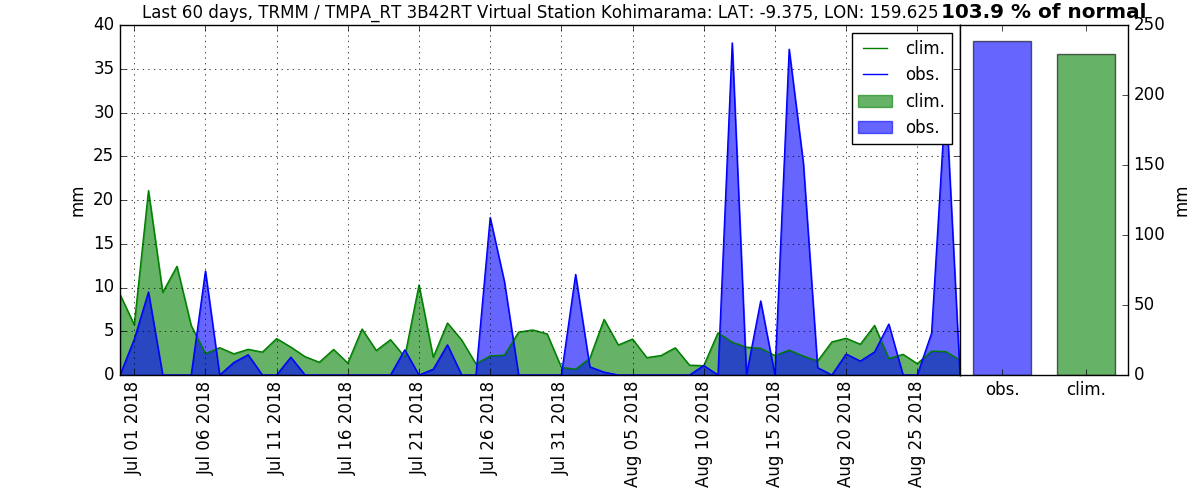 Last 60 days, TRMM / TMPA_RT 3B42RT Virtual Station Kohimarama: LAT: -9.375, LON: 159.625 103.9 % of normal
40
35
30
25
20
15
10
5
0
mm
clim.
obs.
clim.
obs.
250
200
150
100
50
0
mm
Jul 01 2018
Jul 06 2018
Jul 11 2018
Jul 16 2018
Jul 21 2018
Jul 26 2018
Jul 31 2018
Aug 05 2018
Aug 10 2018
Aug 15 2018
Aug 20 2018
Aug 25 2018
obs.
clim.